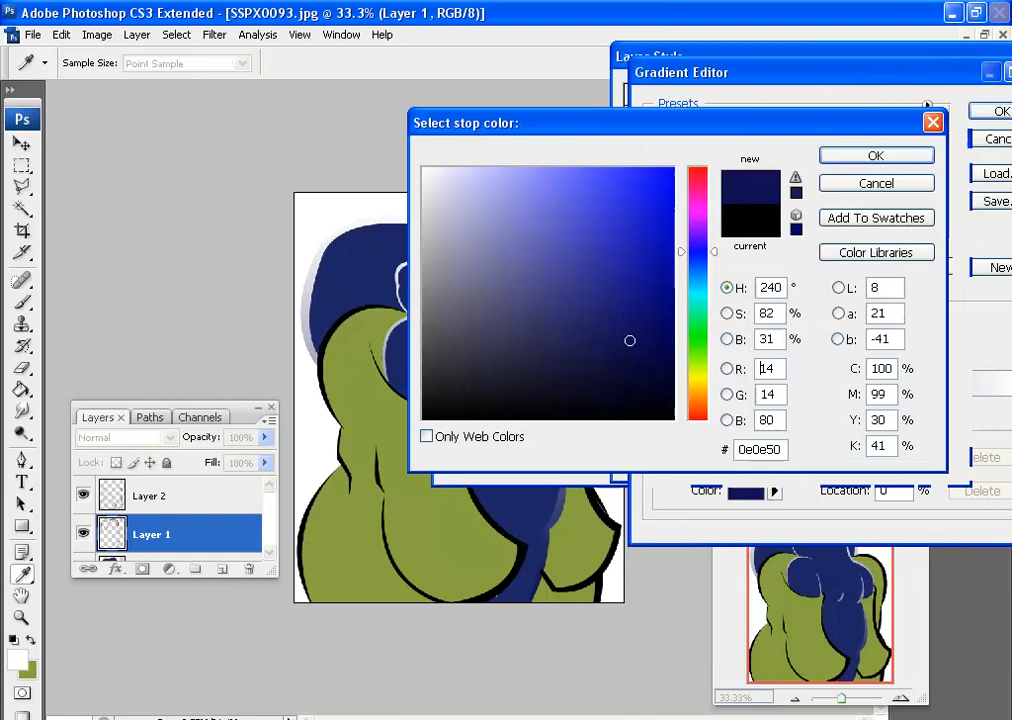 Adobe Photoshop CS3 Extended - [SSPX0093.jpg @ 33.3% (Layer 1, RGB/8)]
File Edit Image Layer Select Filter Analysis View Window Help
Sample Size: Point Sample
Ps
Gradient Editor
Presets
OK
Load..
Save..
Select stop color:
new
current
OK
Cancel
Add To Swatches
Color Libraries
H: 240 °
S: 82 %
B: 31 %
R: 14
G: 14
B: 80
# 0e0e50
L: 8
a: 21
b: -41
C: 100 %
M: 99 %
Y: 30 %
K: 41 %
Only Web Colors
Color: Location: 0 % Delete
Layers × Paths Channels
Normal Opacity: 100%
Lock: Fill: 100%
Layer 2
Layer 1
T
33.33%